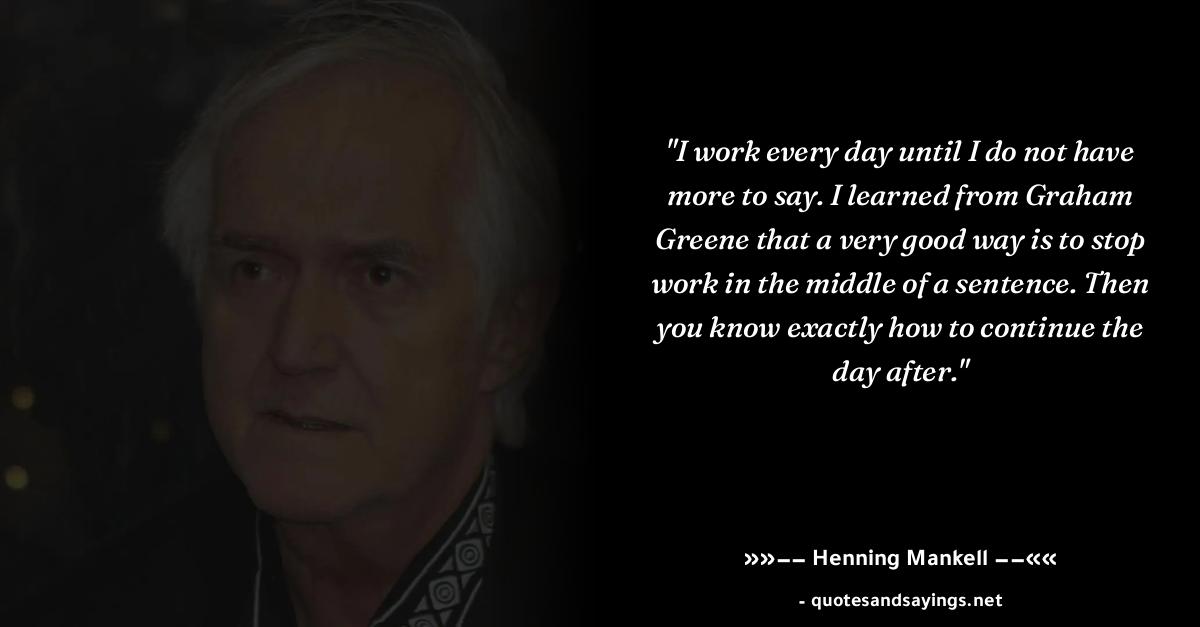 "I work every day until I do not have
more to say. I learned from Graham
Greene that a very good way is to stop
work in the middle of a sentence. Then
you know exactly how to continue the
day after."
»»–– Henning Mankell ––««
- quotesandsayings.net